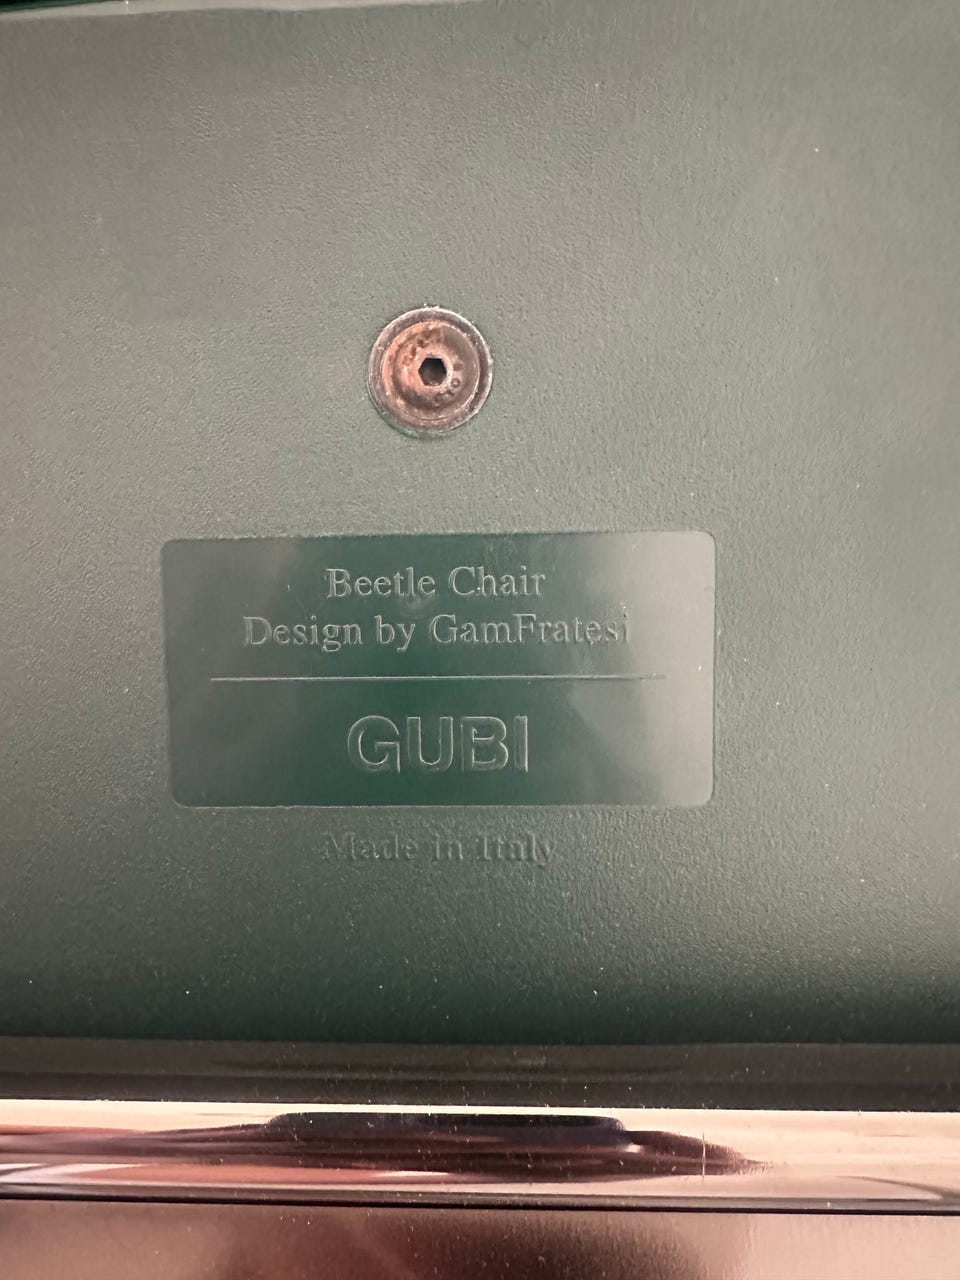 Beetle Chair
Design by GamFratesi
GUBI
Made in Italy